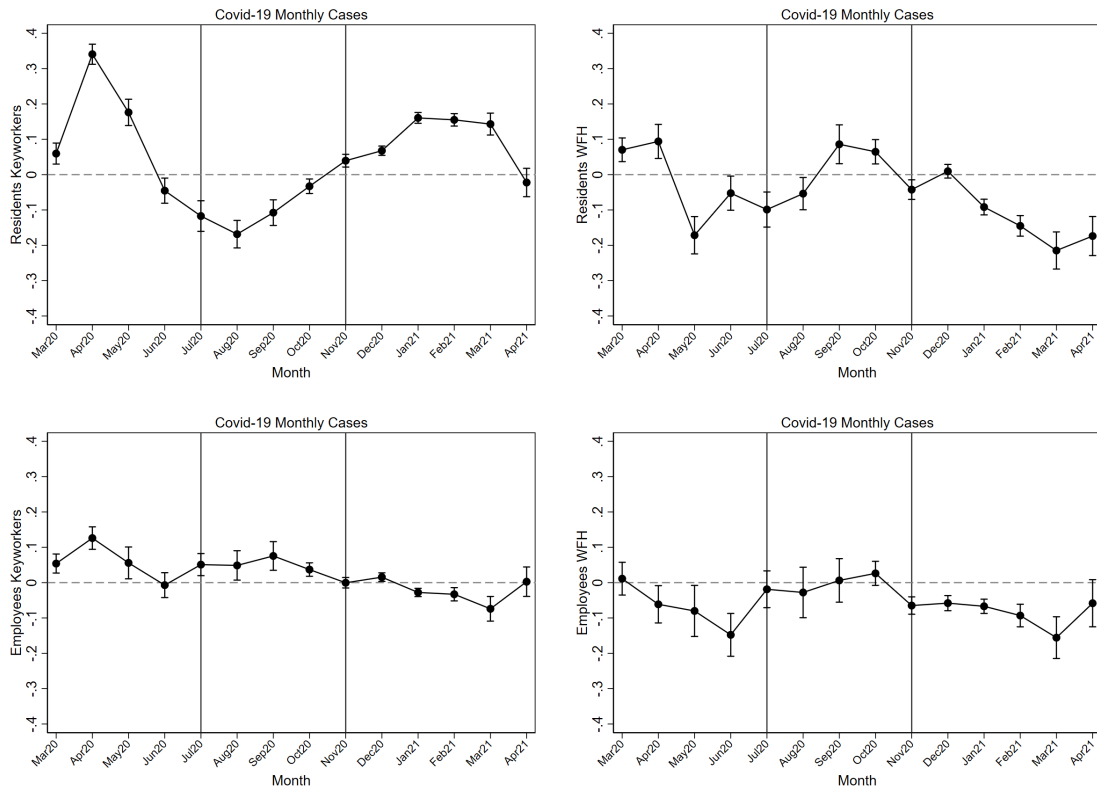 Covid-19 Monthly Cases
Residents Keyworkers
.4
.3
.2
.1
0
-.1
-.2
-.3
-.4
Mar20 Apr20 May20 Jun20 Jul20 Aug20 Sep20 Oct20 Nov20 Dec20 Jan21 Feb21 Mar21 Apr21
Month
Covid-19 Monthly Cases
Residents WFH
.4
.3
.2
.1
0
-.1
-.2
-.3
-.4
Mar20 Apr20 May20 Jun20 Jul20 Aug20 Sep20 Oct20 Nov20 Dec20 Jan21 Feb21 Mar21 Apr21
Month
Covid-19 Monthly Cases
Employees Keyworkers
.4
.3
.2
.1
0
-.1
-.2
-.3
-.4
Mar20 Apr20 May20 Jun20 Jul20 Aug20 Sep20 Oct20 Nov20 Dec20 Jan21 Feb21 Mar21 Apr21
Month
Covid-19 Monthly Cases
Employees WFH
.4
.3
.2
.1
0
-.1
-.2
-.3
-.4
Mar20 Apr20 May20 Jun20 Jul20 Aug20 Sep20 Oct20 Nov20 Dec20 Jan21 Feb21 Mar21 Apr21
Month